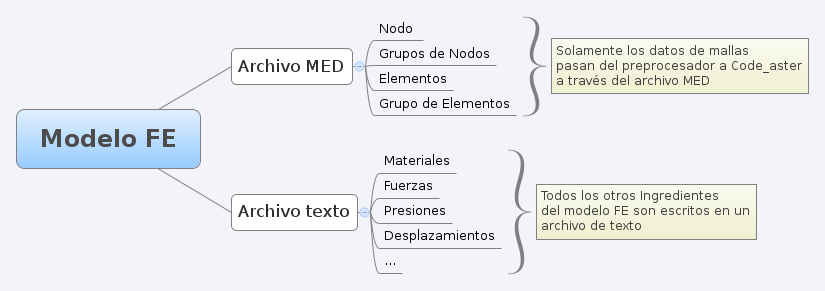 Modelo FE
Archivo MED
Nodo
Grupos de Nodos
Elementos
Grupo de Elementos
Solamente los datos de mallas
pasan del preprocesador a Code_aster
a través del archivo MED
Archivo texto
Materiales
Fuerzas
Presiones
Desplazamientos
...
Todos los otros Ingredientes
del modelo FE son escritos en un
archivo de texto